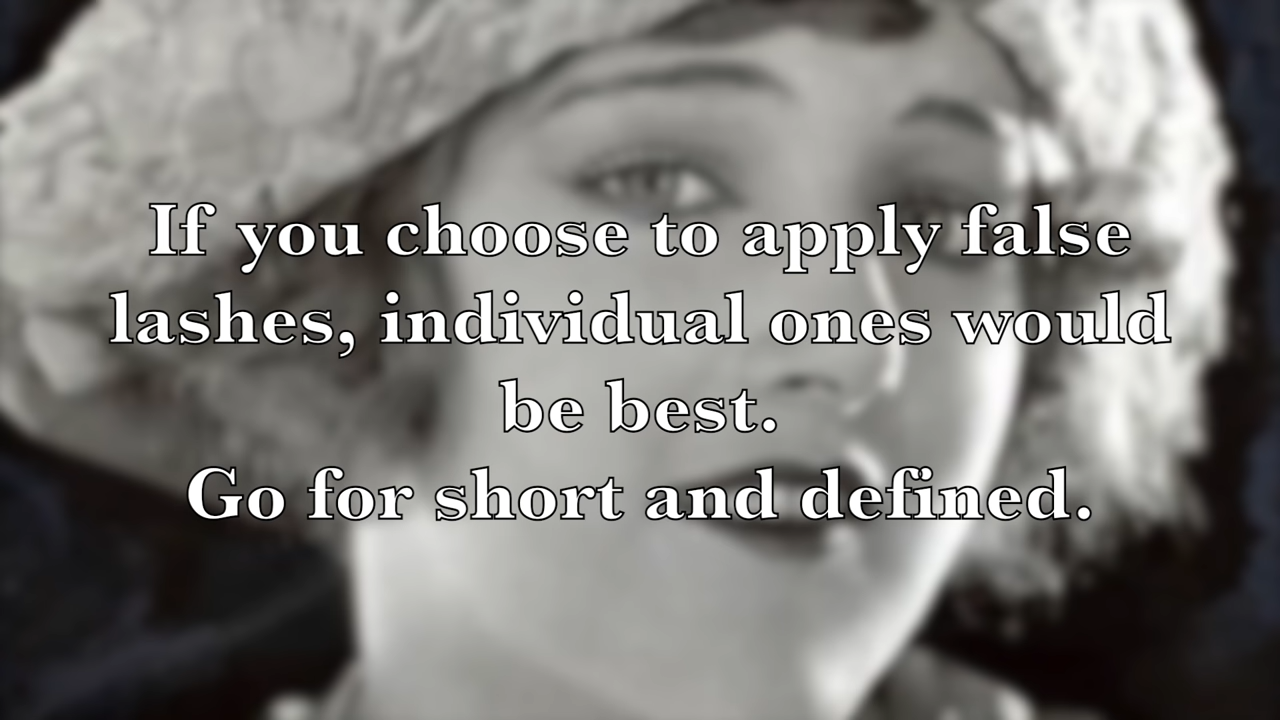 If you choose to apply false
lashes, individual ones would
be best.
Go for short and defined.